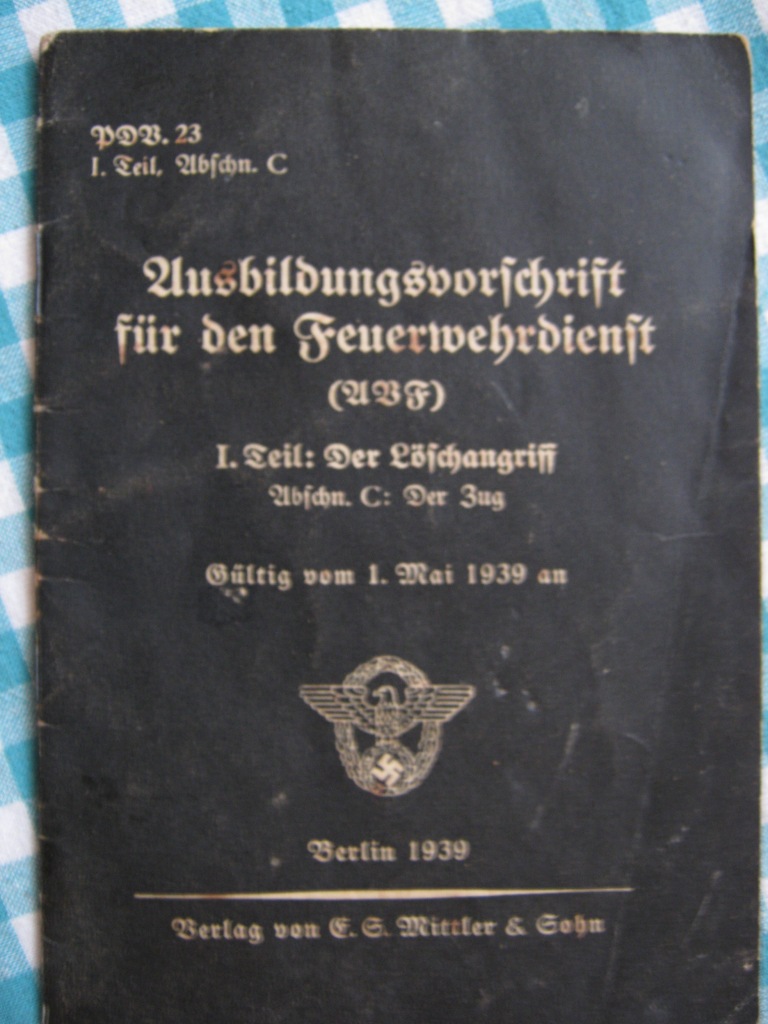 PDV. 23
I. Teil, Abschn. C
Ausbildungsvorschrift
für den Feuerwehrdienst
(AVF)
I. Teil: Der Löschangriff
Abschn. C: Der Zug
Gültig vom 1. Mai 1939 an
Berlin 1939
Verlag von E. S. Mittler & Sohn